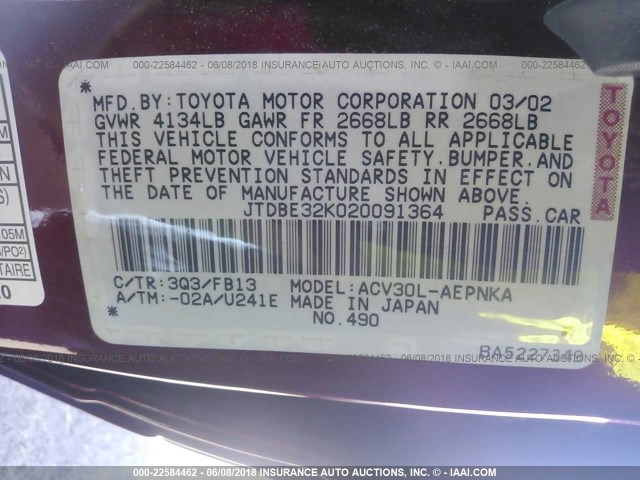 000-22584462 - 06/08/2018 - INSURANCE AUTO AUCTIONS, INC. - © - IAAI.COM
*
MFD.BY:TOYOTA MOTOR CORPORATION 03/02
GVWR 4134LB GAWR FR 2668LB RR 2668LB
THIS VEHICLE CONFORMS TO ALL APPLICABLE
FEDERAL MOTOR VEHICLE SAFETY,BUMPER,AND
THEFT PREVENTION STANDARDS IN EFFECT ON
THE DATE OF MANUFACTURE SHOWN ABOVE.
JTDBE32K020091364 PASS.CAR
C/TR:3Q3/FB13 MODEL:ACV30L-AEPNKA
A/TM:-02A/U241E MADE IN JAPAN
* NO.490
TOYOTA
S)
.05M
/PO²)
TAIRE
0
000-22584462 - 06/08/2018 - INSURANCE AUTO AUCTIONS, INC. - © - IAAI.COM